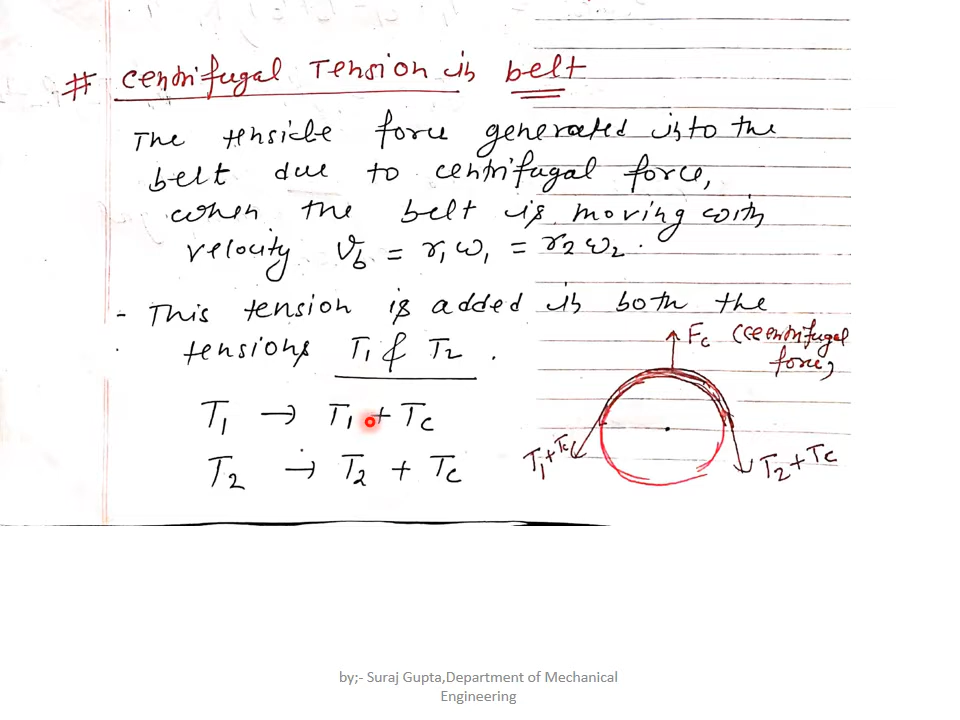 # Centrifugal Tension in belt
The tensile force generated into the
belt due to centrifugal force,
when the belt is moving with
velocity V_b = r₁ω₁ = r₂ω₂.
- This tension is added in both the
tensions T₁ & T₂.
Fc (Centrifugal
force)
T₁ → T₁ + Tc
T₂ → T₂ + Tc
T₁ + Tc
T₂ + Tc
by;- Suraj Gupta,Department of Mechanical
Engineering